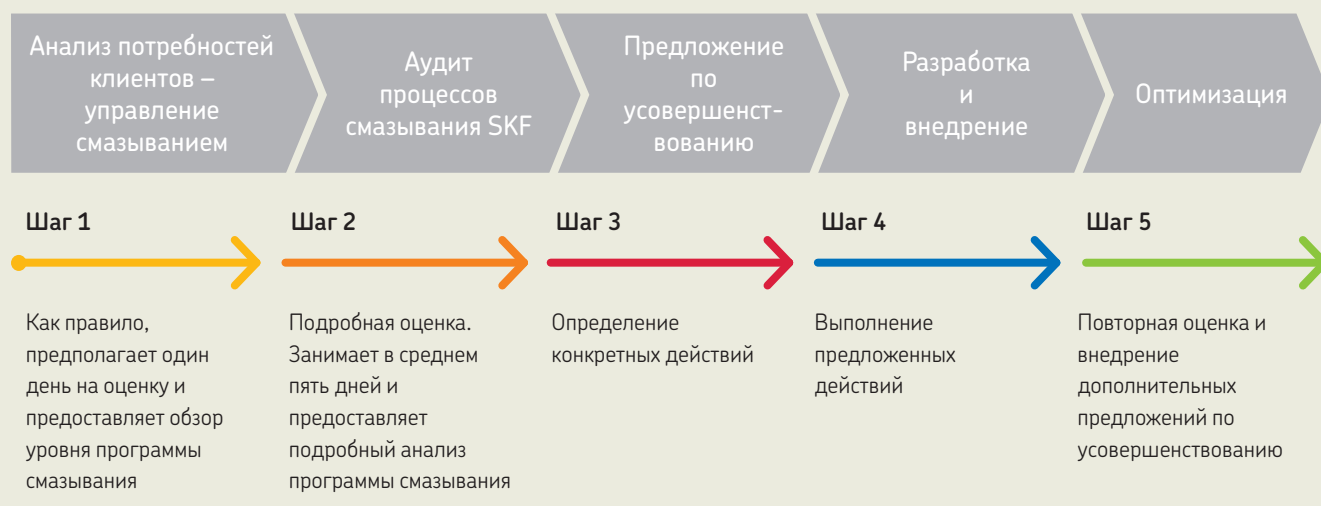 Анализ потребностей
клиентов –
управление
смазыванием
Аудит
процессов
смазывания SKF
Предложение
по
усовершенст-
вованию
Разработка
и
внедрение
Оптимизация
Шаг 1
Шаг 2
Шаг 3
Шаг 4
Шаг 5
Как правило,
предполагает один
день на оценку и
предоставляет обзор
уровня программы
смазывания
Подробная оценка.
Занимает в среднем
пять дней и
предоставляет
подробный анализ
программы смазывания
Определение
конкретных действий
Выполнение
предложенных
действий
Повторная оценка и
внедрение
дополнительных
предложений по
усовершенствованию